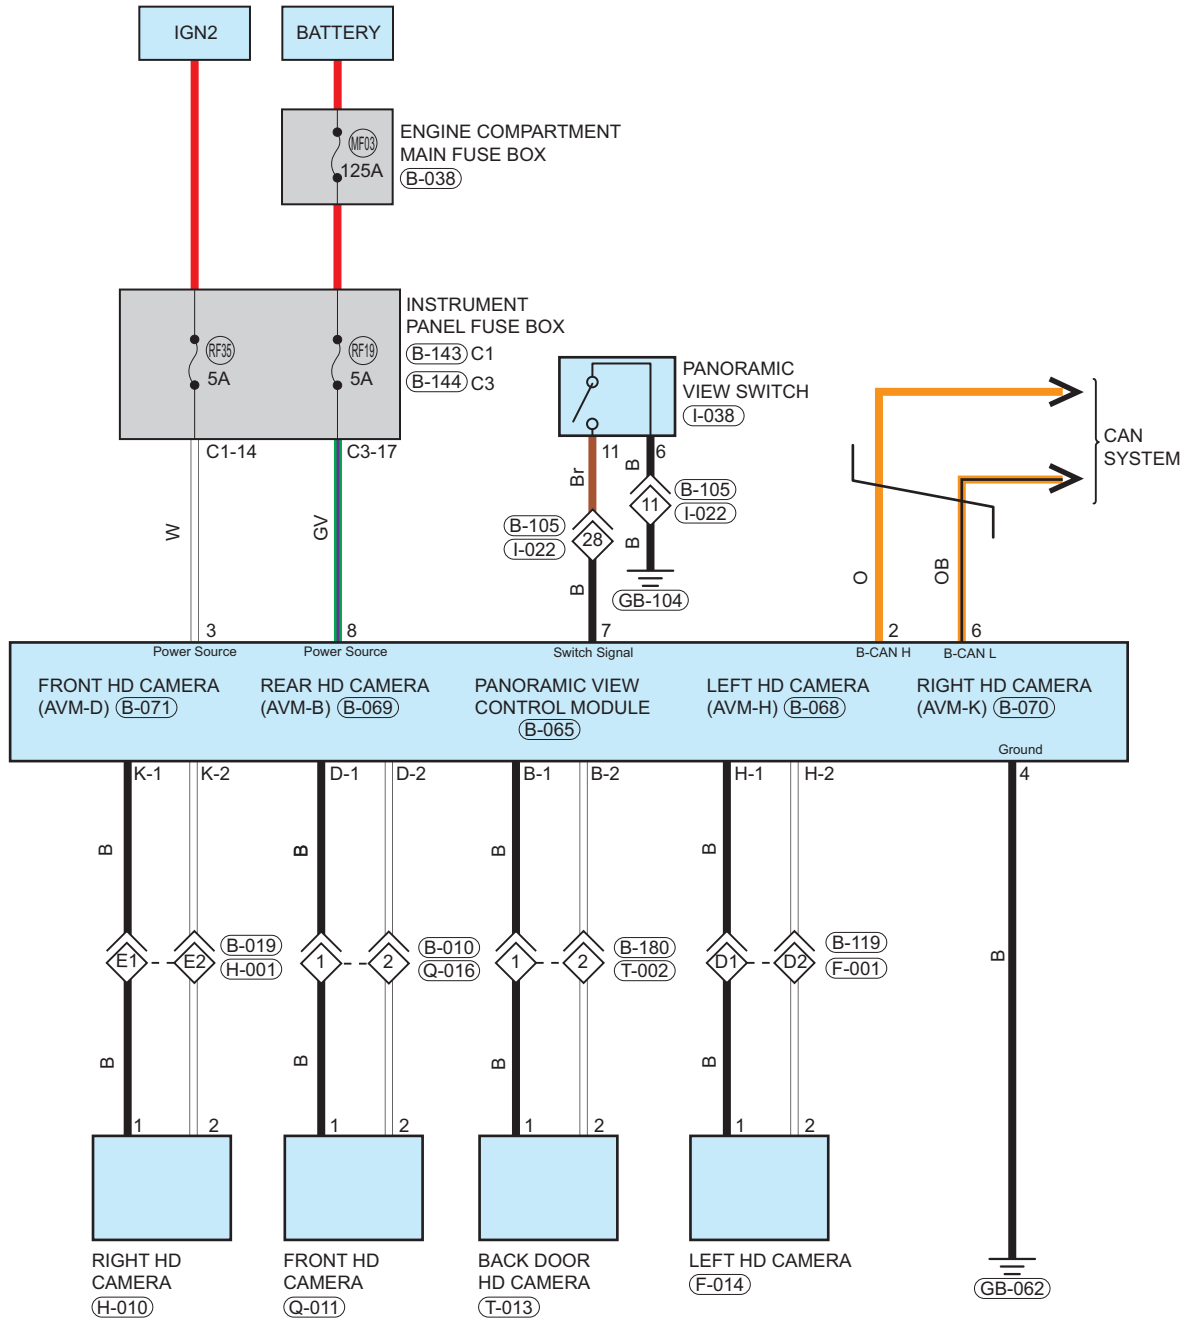 IGN2
BATTERY
MF03
125A
ENGINE COMPARTMENT
MAIN FUSE BOX
B-038
RF35
5A
RF19
5A
INSTRUMENT
PANEL FUSE BOX
B-143 C1
B-144 C3
C1-14
C3-17
W
GV
PANORAMIC
VIEW SWITCH
I-038
11
6
Br
B
B-105
I-022
28
11
B-105
I-022
B
B
GB-104
CAN
SYSTEM
O
OB
3
8
7
2
6
Power Source
Power Source
Switch Signal
B-CAN H
B-CAN L
FRONT HD CAMERA
(AVM-D) B-071
REAR HD CAMERA
(AVM-B) B-069
PANORAMIC VIEW
CONTROL MODULE
B-065
LEFT HD CAMERA
(AVM-H) B-068
RIGHT HD CAMERA
(AVM-K) B-070
Ground
K-1
K-2
D-1
D-2
B-1
B-2
H-1
H-2
4
B
B
B
B
E1
E2
B-019
H-001
1
2
B-010
Q-016
1
2
B-180
T-002
D1
D2
B-119
F-001
B
B
B
B
B
1
2
1
2
1
2
1
2
RIGHT HD
CAMERA
H-010
FRONT HD
CAMERA
Q-011
BACK DOOR
HD CAMERA
T-013
LEFT HD CAMERA
F-014
GB-062